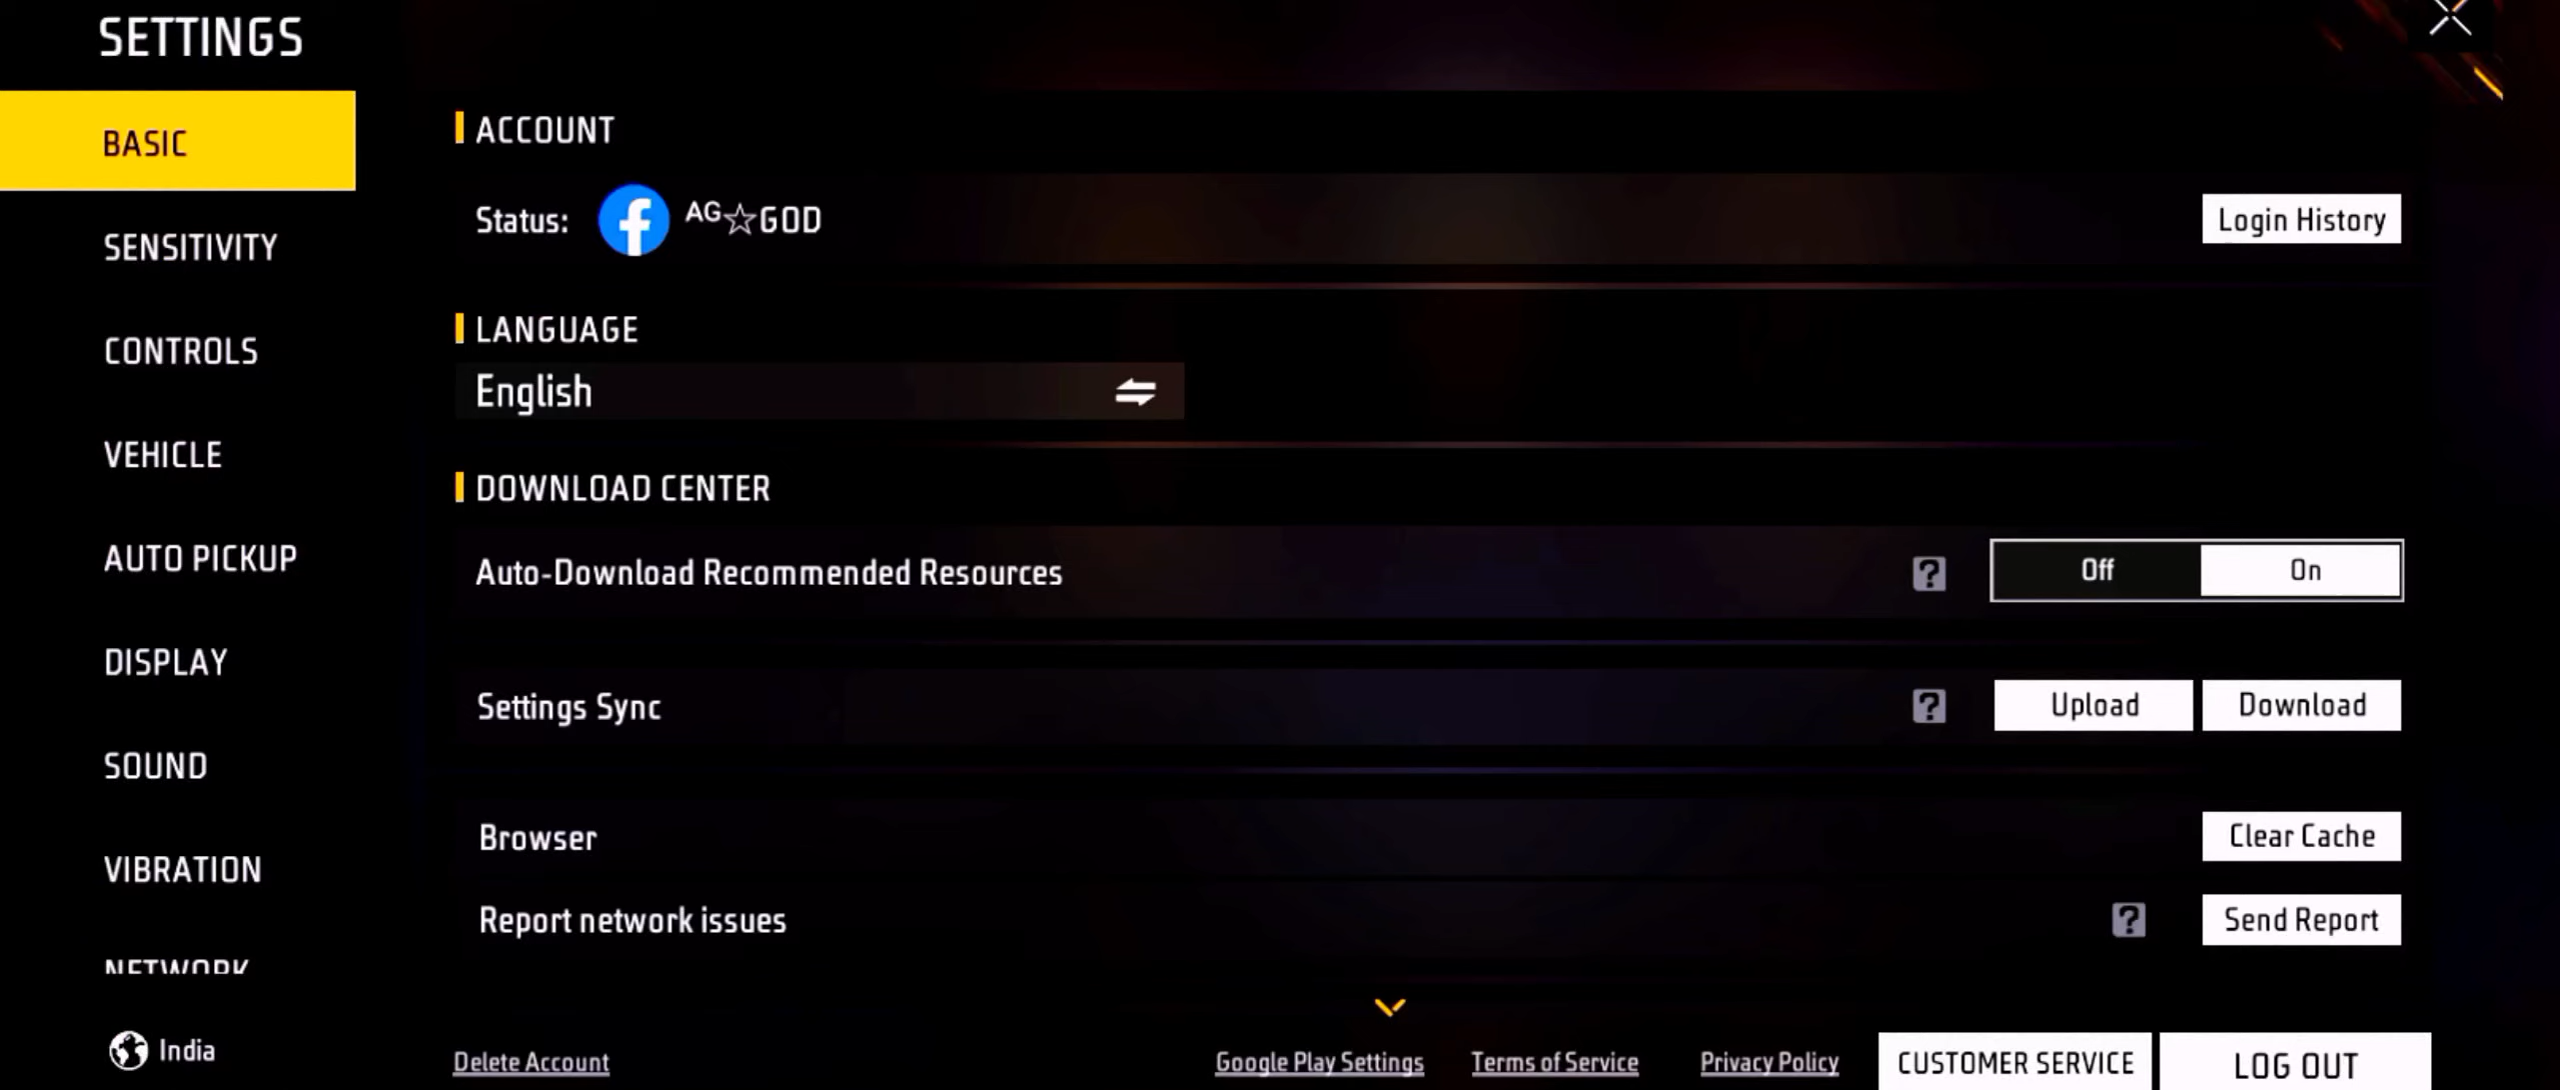 SETTINGS
BASIC
SENSITIVITY
CONTROLS
VEHICLE
AUTO PICKUP
DISPLAY
SOUND
VIBRATION
NETWORK
India
ACCOUNT
Status: AG☆GOD
Login History
LANGUAGE
English
DOWNLOAD CENTER
Auto-Download Recommended Resources ? Off On
Settings Sync ? Upload Download
Browser Clear Cache
Report network issues ? Send Report
Delete Account Google Play Settings Terms of Service Privacy Policy CUSTOMER SERVICE LOG OUT